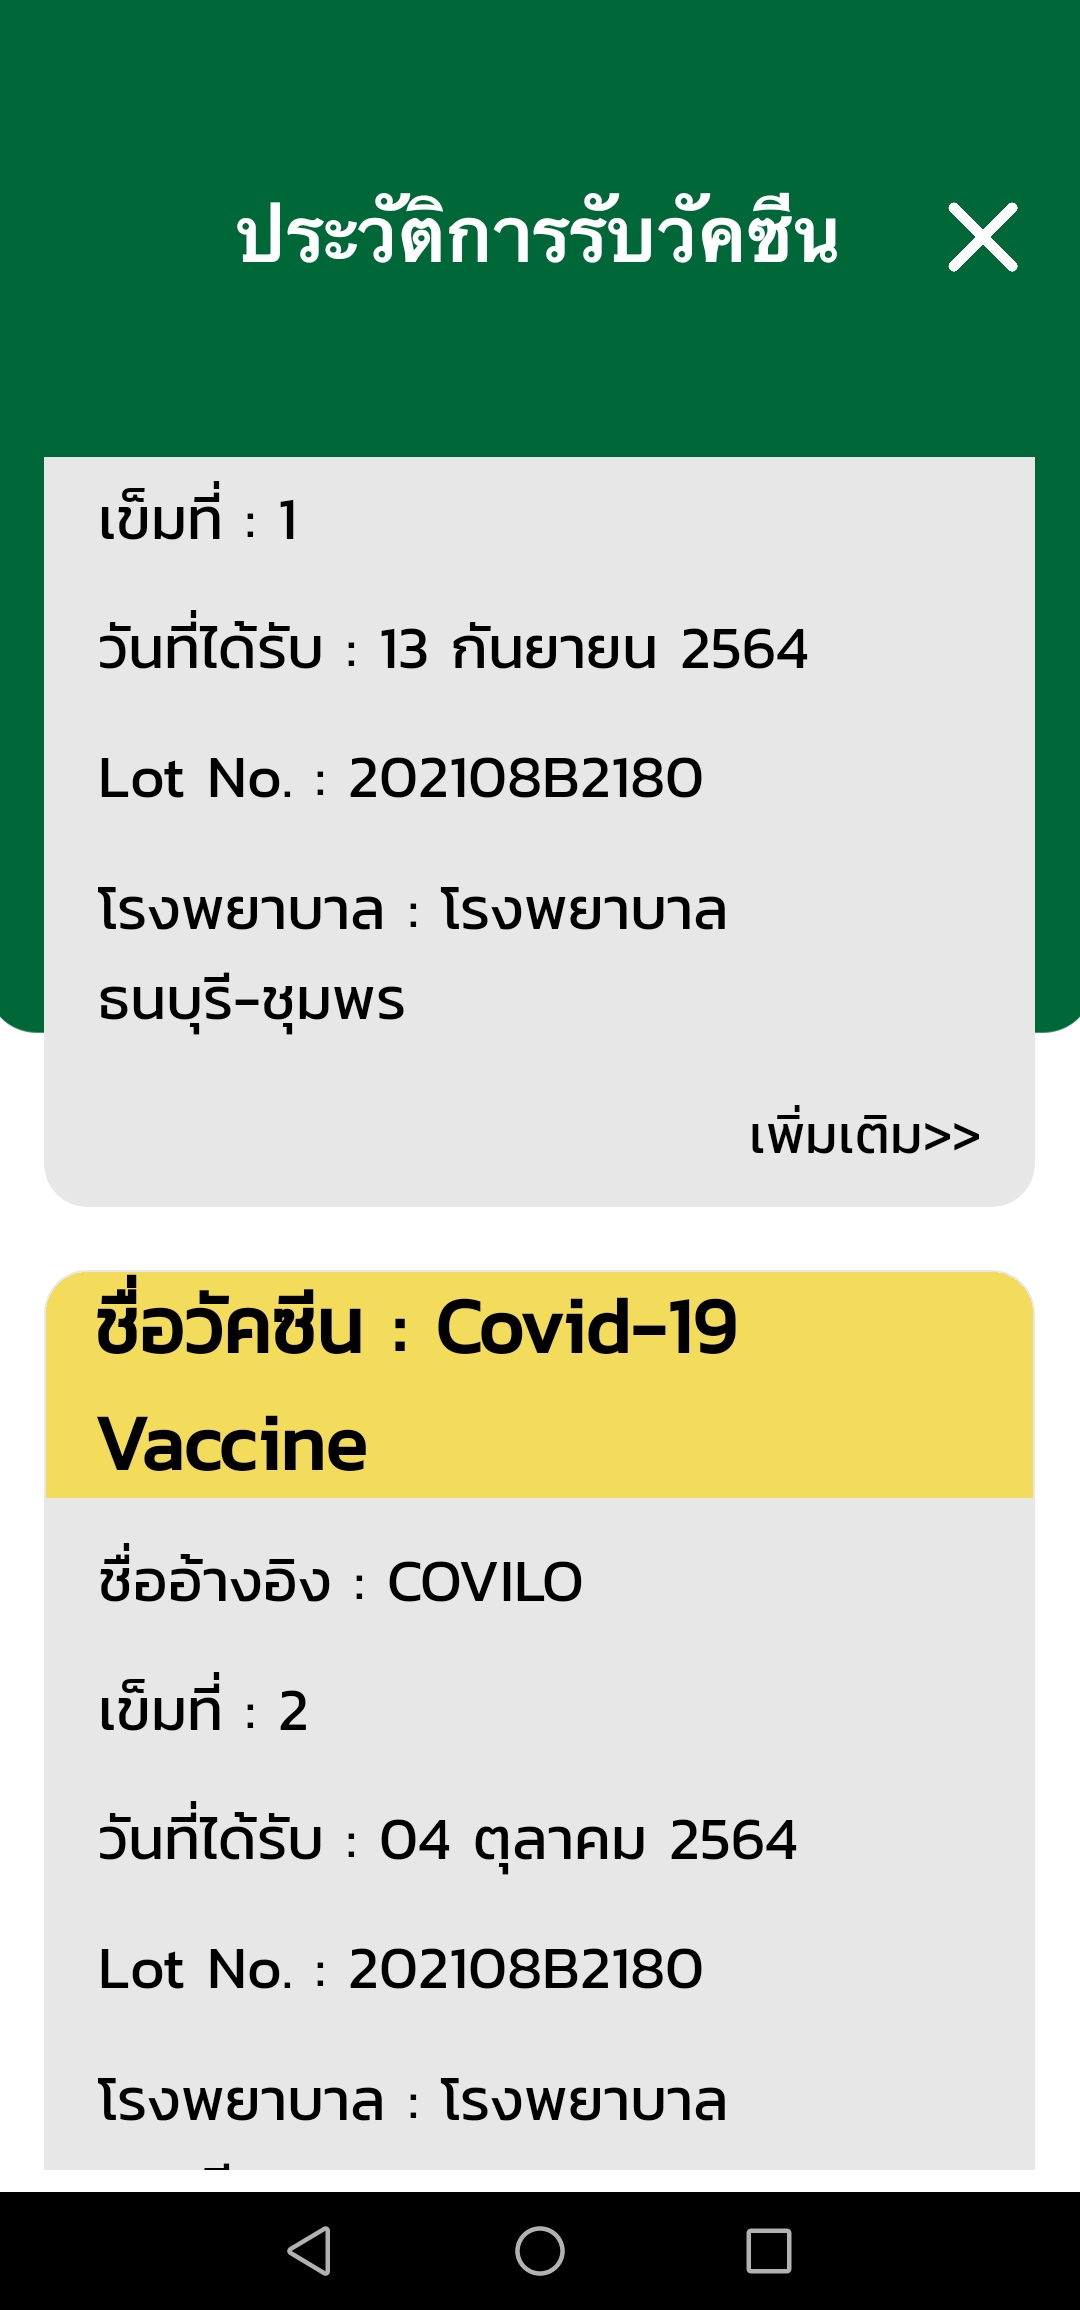 ประวัติการรับวัคซีน
เข็มที่ : 1
วันที่ได้รับ : 13 กันยายน 2564
Lot No. : 202108B2180
โรงพยาบาล : โรงพยาบาล
ธนบุรี-ชุมพร
เพิ่มเติม>>
ชื่อวัคซีน : Covid-19
Vaccine
ชื่ออ้างอิง : COVILO
เข็มที่ : 2
วันที่ได้รับ : 04 ตุลาคม 2564
Lot No. : 202108B2180
โรงพยาบาล : โรงพยาบาล